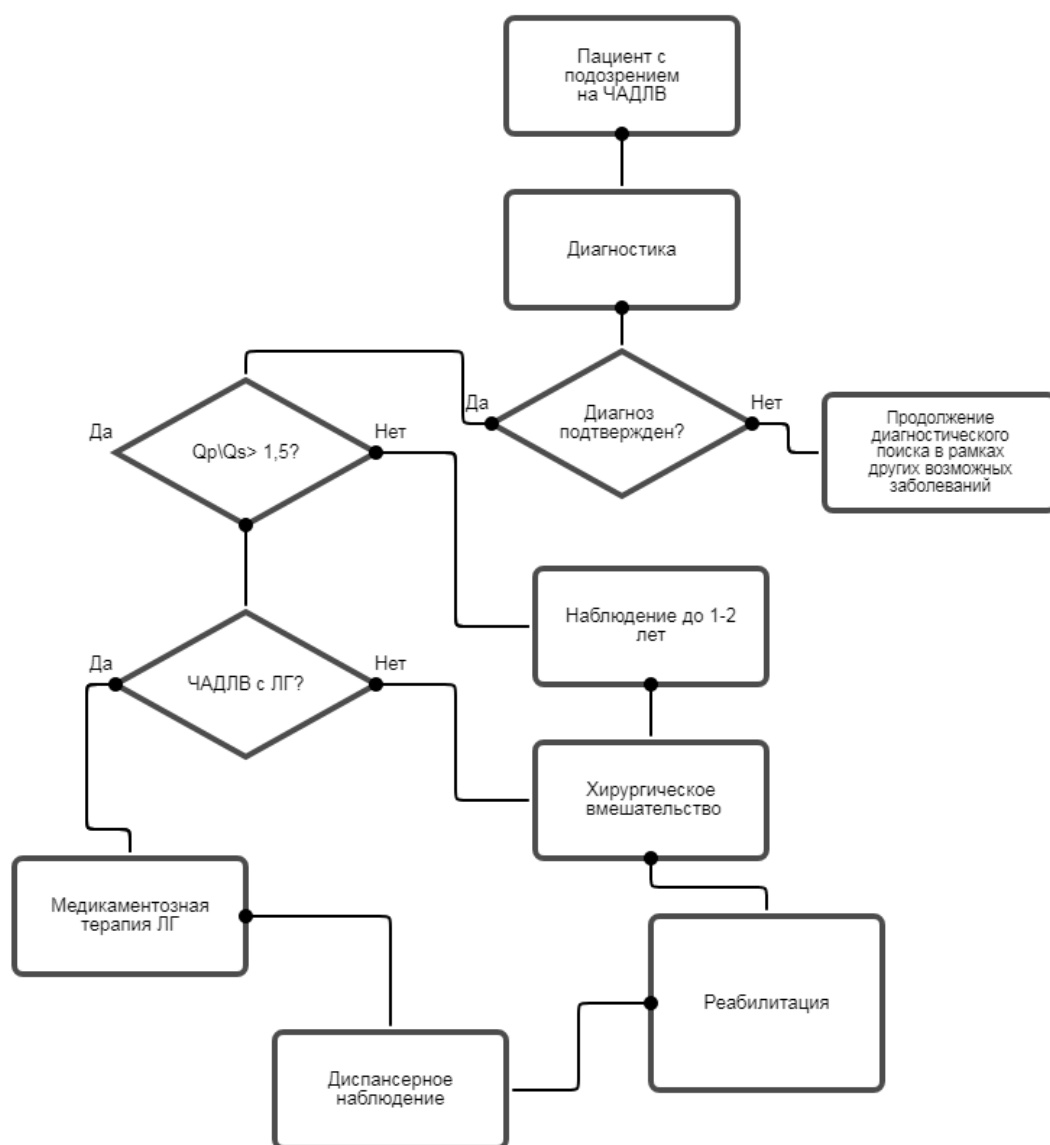 Пациент с
подозрением
на ЧАДЛВ
Диагностика
Да
Диагноз
подтвержден?
Нет
Продолжение
диагностического
поиска в рамках
других возможных
заболеваний
Да
Qp\Qs> 1,5?
Нет
Наблюдение до 1-2
лет
Да
ЧАДЛВ с ЛГ?
Нет
Хирургическое
вмешательство
Медикаментозная
терапия ЛГ
Реабилитация
Диспансерное
наблюдение